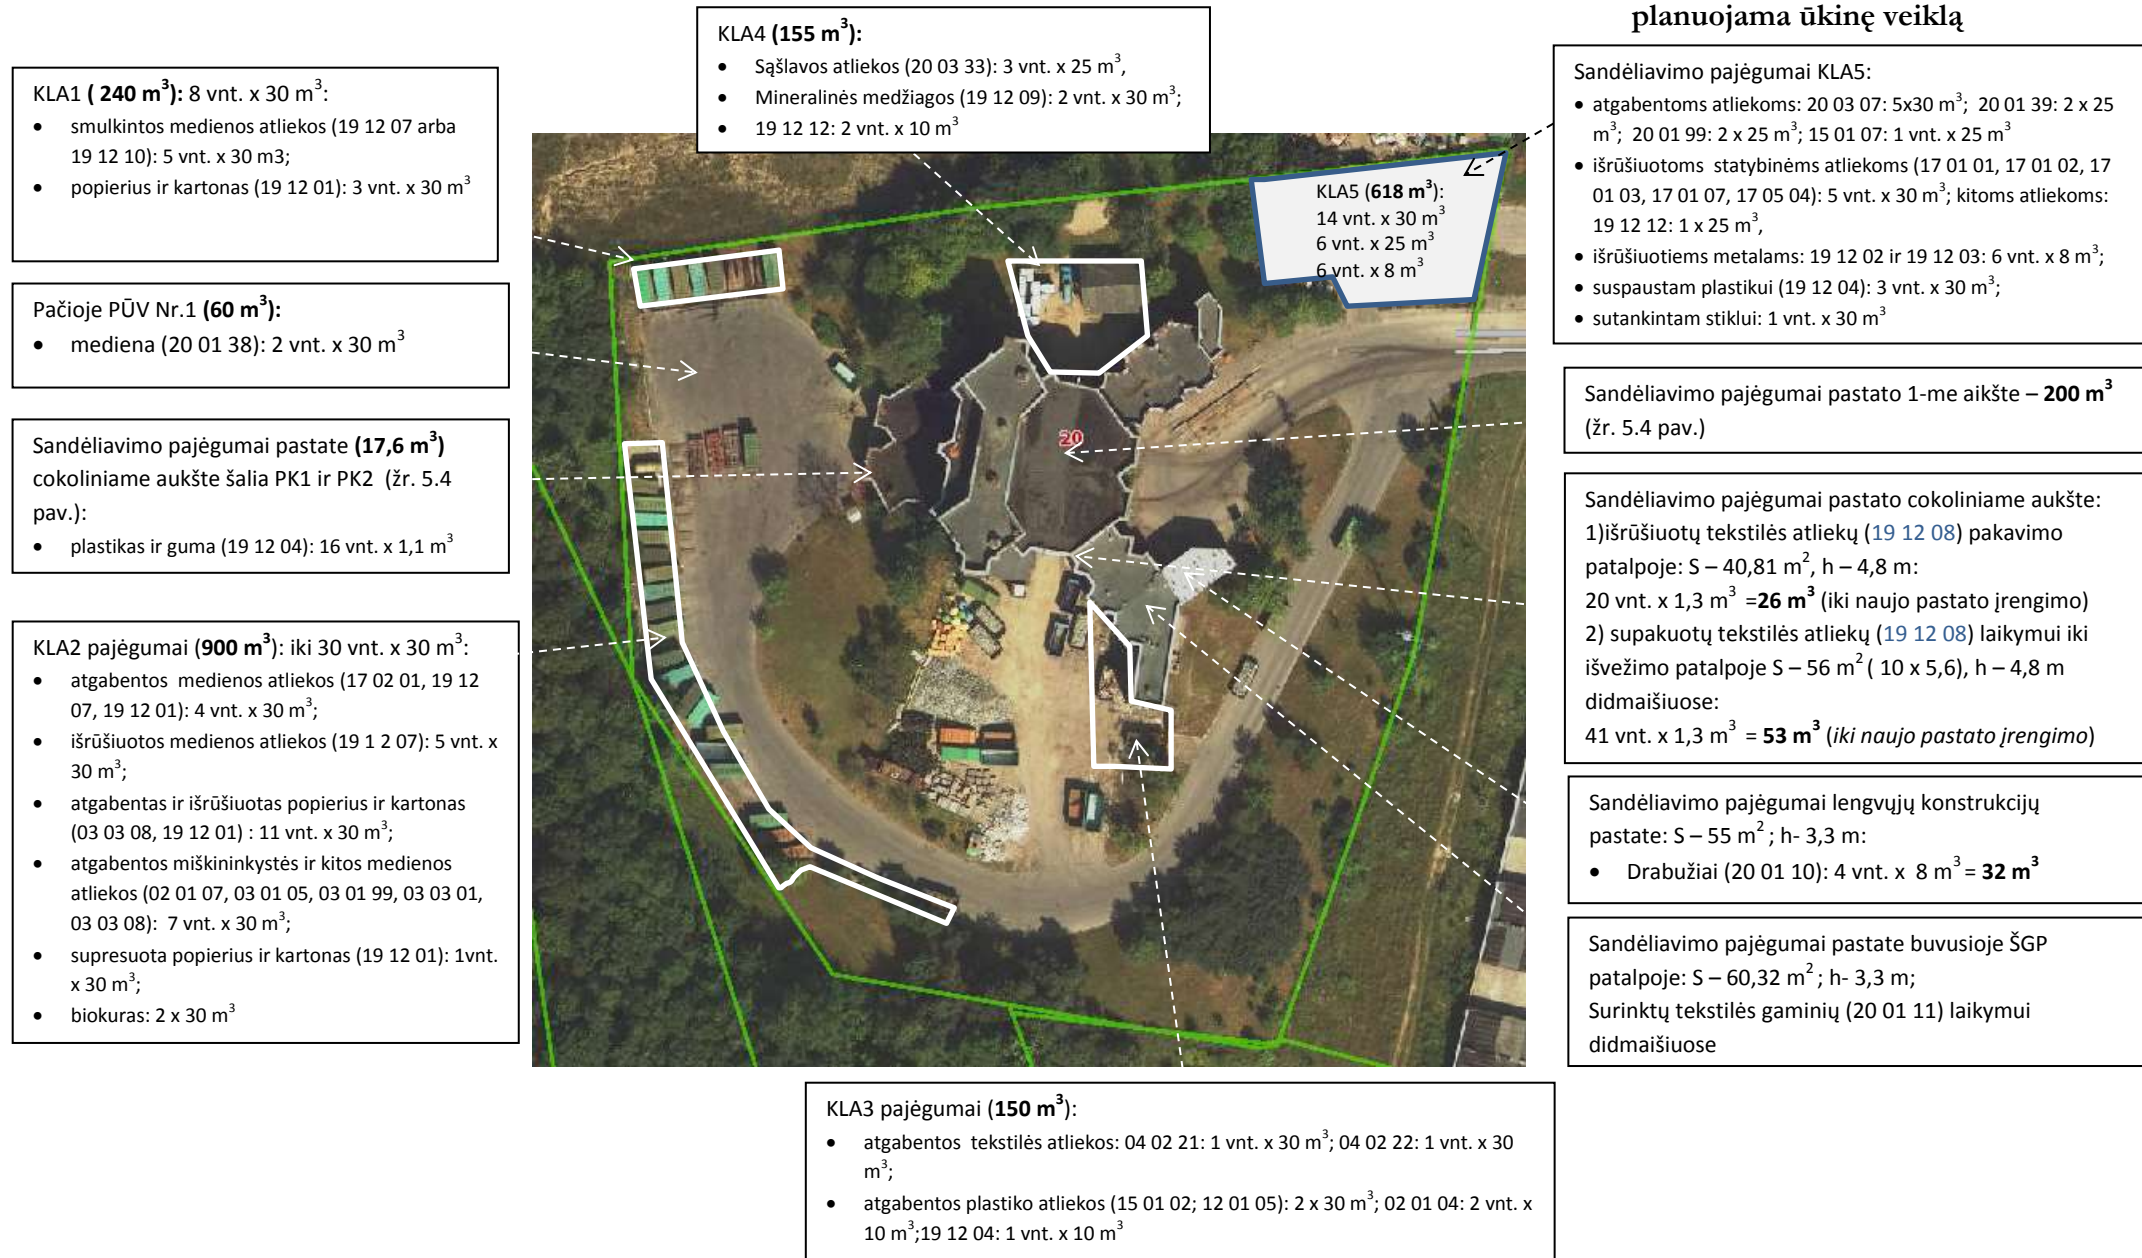 planuojama ūkinę veiklą
KLA4 (155 m³):
• Sąšlavos atliekos (20 03 33): 3 vnt. x 25 m³,
• Mineralinės medžiagos (19 12 09): 2 vnt. x 30 m³;
• 19 12 12: 2 vnt. x 10 m³
KLA1 ( 240 m³): 8 vnt. x 30 m³:
• smulkintos medienos atliekos (19 12 07 arba
19 12 10): 5 vnt. x 30 m3;
• popierius ir kartonas (19 12 01): 3 vnt. x 30 m³
Pačioje PŪV Nr.1 (60 m³):
• mediena (20 01 38): 2 vnt. x 30 m³
Sandėliavimo pajėgumai pastate (17,6 m³)
cokoliniame aukšte šalia PK1 ir PK2 (žr. 5.4
pav.):
• plastikas ir guma (19 12 04): 16 vnt. x 1,1 m³
KLA2 pajėgumai (900 m³): iki 30 vnt. x 30 m³:
• atgabentos medienos atliekos (17 02 01, 19 12
07, 19 12 01): 4 vnt. x 30 m³;
• išrūšiuotos medienos atliekos (19 1 2 07): 5 vnt. x
30 m³;
• atgabentas ir išrūšiuotas popierius ir kartonas
(03 03 08, 19 12 01) : 11 vnt. x 30 m³;
• atgabentos miškininkystės ir kitos medienos
atliekos (02 01 07, 03 01 05, 03 01 99, 03 03 01,
03 03 08): 7 vnt. x 30 m³;
• supresuota popierius ir kartonas (19 12 01): 1vnt.
x 30 m³;
• biokuras: 2 x 30 m³
KLA5 (618 m³):
14 vnt. x 30 m³
6 vnt. x 25 m³
6 vnt. x 8 m³
20
Sandėliavimo pajėgumai KLA5:
• atgabentoms atliekoms: 20 03 07: 5x30 m³; 20 01 39: 2 x 25
m³; 20 01 99: 2 x 25 m³; 15 01 07: 1 vnt. x 25 m³
• išrūšiuotoms statybinėms atliekoms (17 01 01, 17 01 02, 17
01 03, 17 01 07, 17 05 04): 5 vnt. x 30 m³; kitoms atliekoms:
19 12 12: 1 x 25 m³,
• išrūšiuotiems metalams: 19 12 02 ir 19 12 03: 6 vnt. x 8 m³;
• suspaustam plastikui (19 12 04): 3 vnt. x 30 m³;
• sutankintam stiklui: 1 vnt. x 30 m³
Sandėliavimo pajėgumai pastato 1-me aikšte – 200 m³
(žr. 5.4 pav.)
Sandėliavimo pajėgumai pastato cokoliniame aukšte:
1)išrūšiuotų tekstilės atliekų (19 12 08) pakavimo
patalpoje: S – 40,81 m², h – 4,8 m:
20 vnt. x 1,3 m³ =26 m³ (iki naujo pastato įrengimo)
2) supakuotų tekstilės atliekų (19 12 08) laikymui iki
išvežimo patalpoje S – 56 m² ( 10 x 5,6), h – 4,8 m
didmaišiuose:
41 vnt. x 1,3 m³ = 53 m³ (iki naujo pastato įrengimo)
Sandėliavimo pajėgumai lengvųjų konstrukcijų
pastate: S – 55 m² ; h- 3,3 m:
• Drabužiai (20 01 10): 4 vnt. x 8 m³ = 32 m³
Sandėliavimo pajėgumai pastate buvusioje ŠGP
patalpoje: S – 60,32 m² ; h- 3,3 m;
Surinktų tekstilės gaminių (20 01 11) laikymui
didmaišiuose
KLA3 pajėgumai (150 m³):
• atgabentos tekstilės atliekos: 04 02 21: 1 vnt. x 30 m³; 04 02 22: 1 vnt. x 30
m³;
• atgabentos plastiko atliekos (15 01 02; 12 01 05): 2 x 30 m³; 02 01 04: 2 vnt. x
10 m³;19 12 04: 1 vnt. x 10 m³